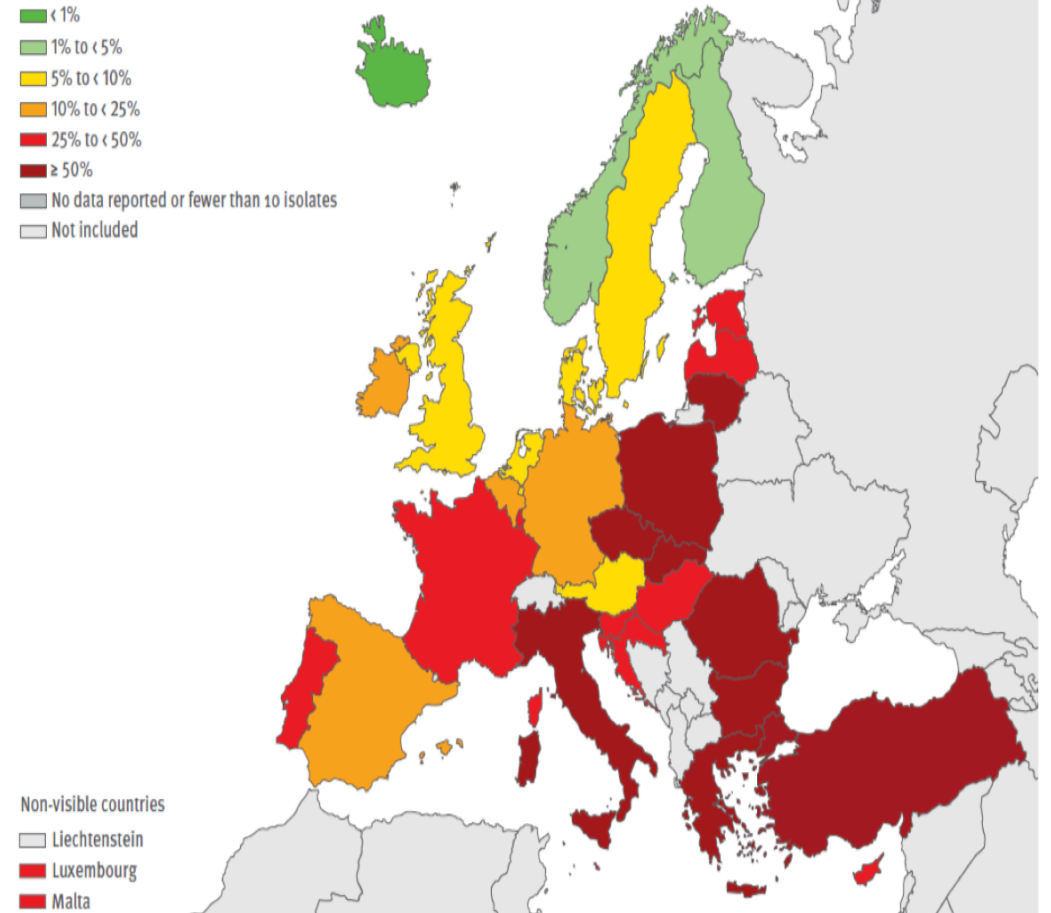 < 1%
1% to < 5%
5% to < 10%
10% to < 25%
25% to < 50%
≥ 50%
No data reported or fewer than 10 isolates
Not included
Non-visible countries
Liechtenstein
Luxembourg
Malta